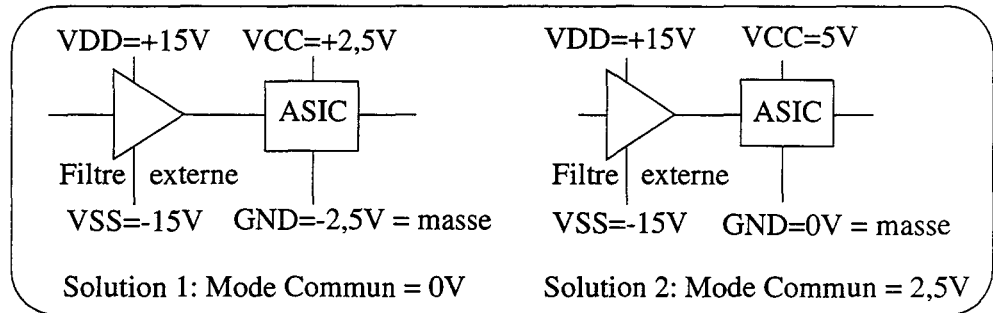 VDD=+15V VCC=+2,5V
ASIC
Filtre externe
VSS=-15V GND=-2,5V = masse
Solution 1: Mode Commun = 0V
VDD=+15V VCC=5V
ASIC
Filtre externe
VSS=-15V GND=0V = masse
Solution 2: Mode Commun = 2,5V